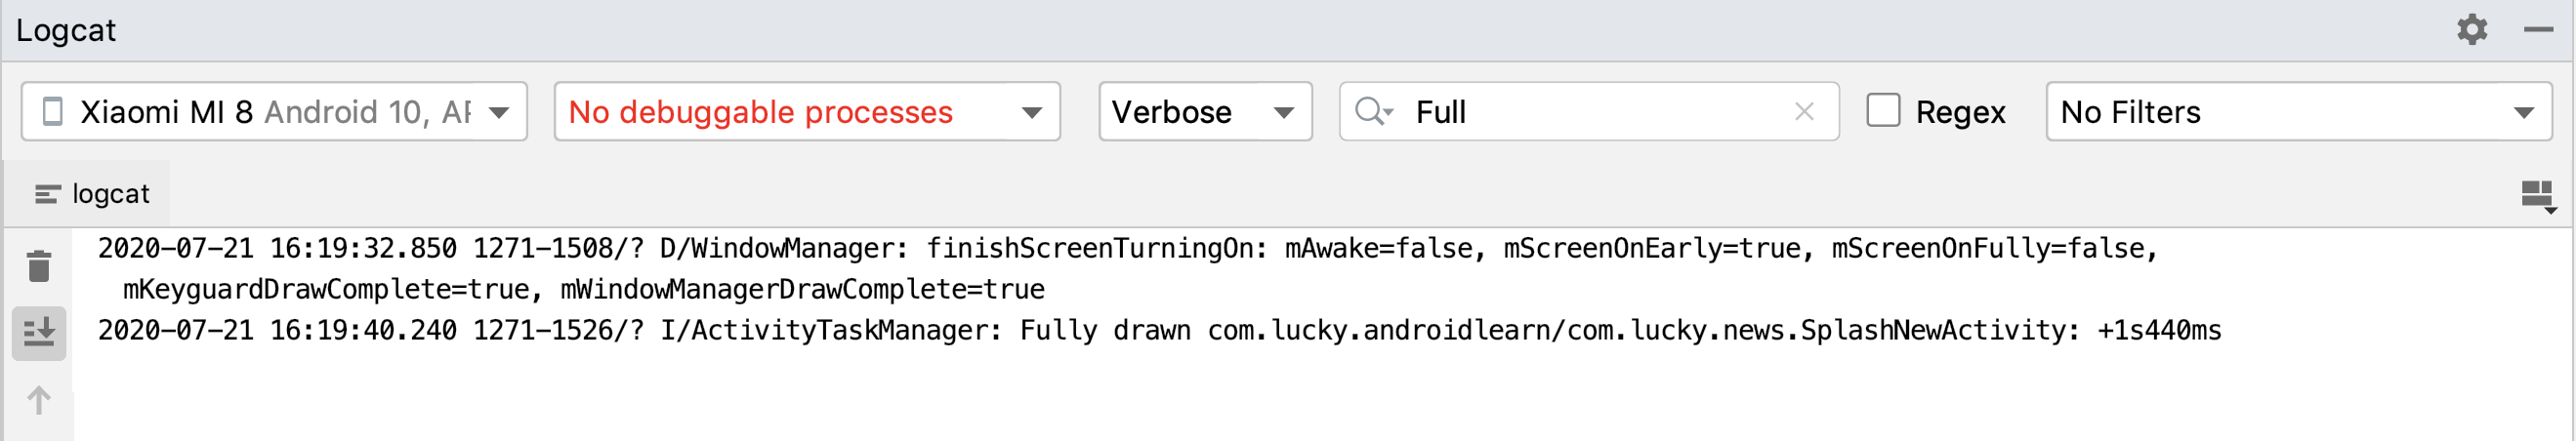 Logcat
Xiaomi MI 8 Android 10, AP
No debuggable processes
Verbose
Full
Regex
No Filters
logcat
2020-07-21 16:19:32.850 1271-1508/? D/WindowManager: finishScreenTurningOn: mAwake=false, mScreenOnEarly=true, mScreenOnFully=false,
mKeyguardDrawComplete=true, mWindowManagerDrawComplete=true
2020-07-21 16:19:40.240 1271-1526/? I/ActivityTaskManager: Fully drawn com.lucky.androidlearn/com.lucky.news.SplashNewActivity: +1s440ms